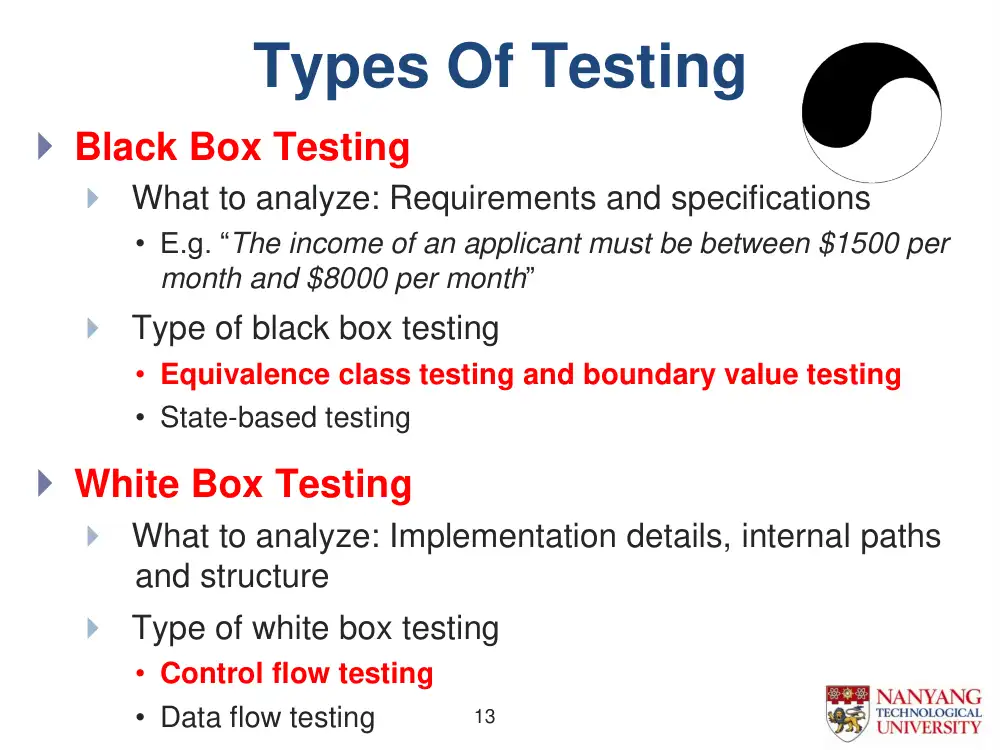 Types Of Testing
Black Box Testing
What to analyze: Requirements and specifications
• E.g. “The income of an applicant must be between $1500 per
month and $8000 per month”
Type of black box testing
• Equivalence class testing and boundary value testing
• State-based testing
White Box Testing
What to analyze: Implementation details, internal paths
and structure
Type of white box testing
• Control flow testing
• Data flow testing
13
NANYANG
TECHNOLOGICAL
UNIVERSITY